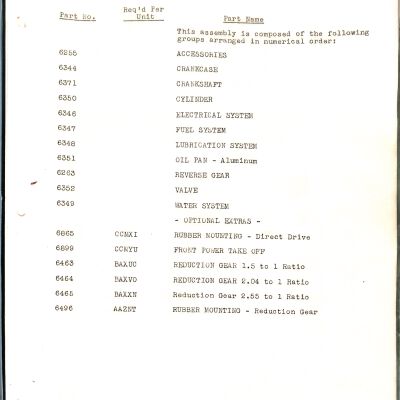 Part No. Req'd Per Unit Part Name
This assembly is composed of the following
groups arranged in numerical order:
6255 ACCESSORIES
6344 CRANKCASE
6371 CRANKSHAFT
6350 CYLINDER
6346 ELECTRICAL SYSTEM
6347 FUEL SYSTEM
6348 LUBRICATION SYSTEM
6351 OIL PAN - Aluminum
6263 REVERSE GEAR
6352 VALVE
6349 WATER SYSTEM
- OPTIONAL EXTRAS -
6865 CCMXI RUBBER MOUNTING - Direct Drive
6899 CCNYU FRONT POWER TAKE OFF
6463 BAXUC REDUCTION GEAR 1.5 to 1 Ratio
6464 BAXVO REDUCTION GEAR 2.04 to 1 Ratio
6465 BAXXN Reduction Gear 2.55 to 1 Ratio
6496 AAZNT RUBBER MOUNTING - Reduction Gear